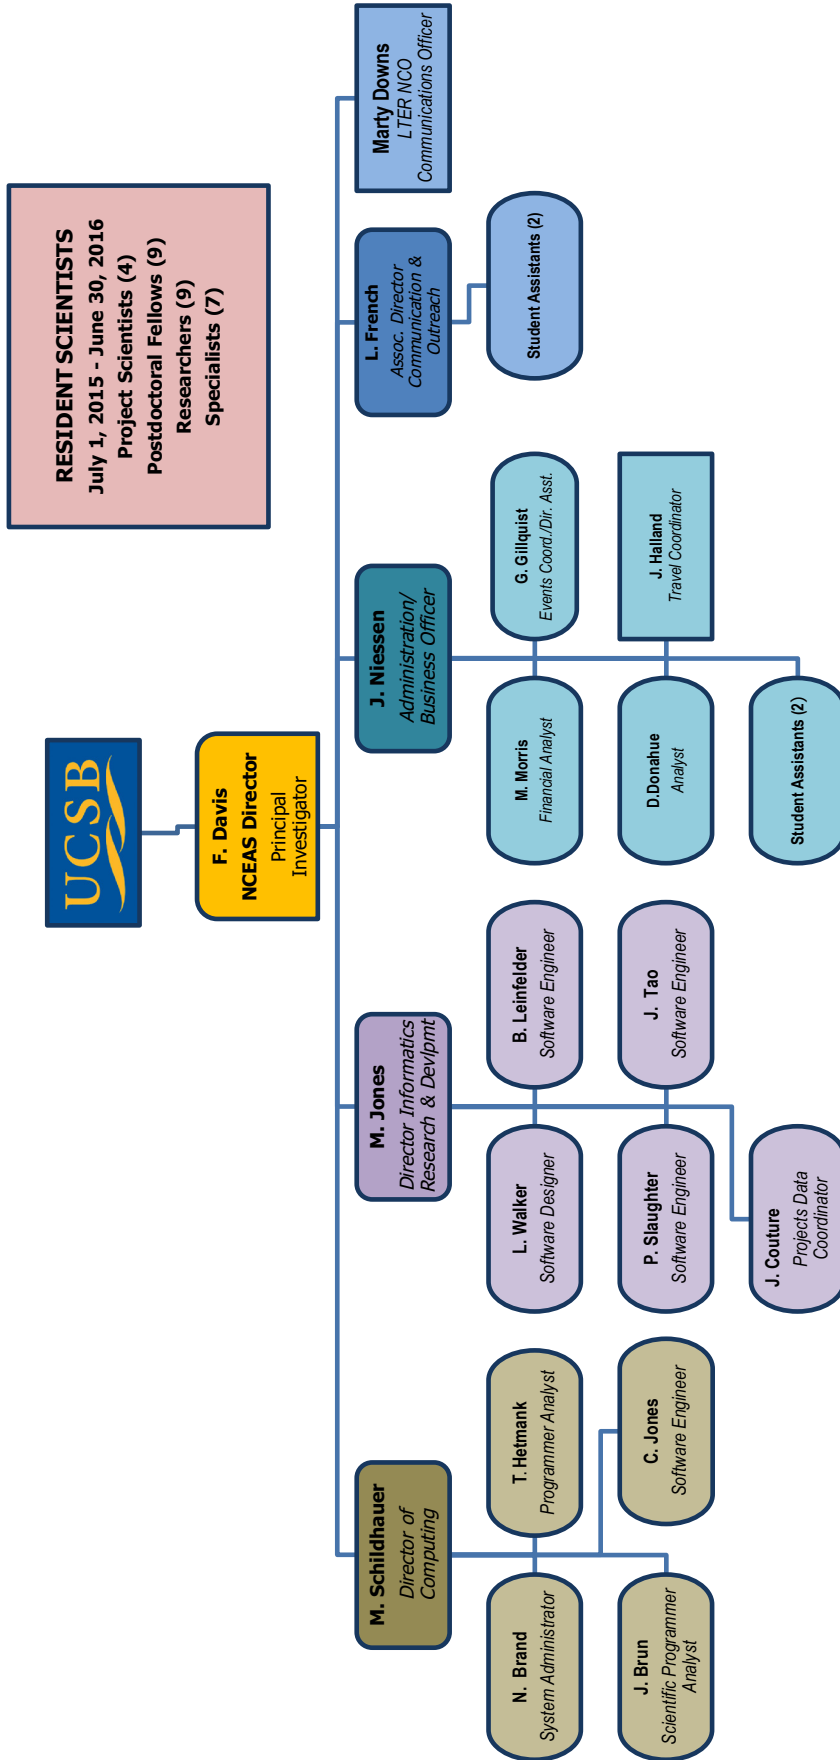 UCSB
RESIDENT SCIENTISTS
July 1, 2015 - June 30, 2016
Project Scientists (4)
Postdoctoral Fellows (9)
Researchers (9)
Specialists (7)
F. Davis
NCEAS Director
Principal
Investigator
M. Schildhauer
Director of
Computing
M. Jones
Director Informatics
Research & Devlpmt
J. Niessen
Administration/
Business Officer
L. French
Assoc. Director
Communication &
Outreach
Marty Downs
LTER NCO
Communications Officer
N. Brand
System Administrator
T. Hetmank
Programmer Analyst
L. Walker
Software Designer
B. Leinfelder
Software Engineer
M. Morris
Financial Analyst
G. Gillquist
Events Coord./Dir. Asst.
Student Assistants (2)
J. Brun
Scientific Programmer
Analyst
C. Jones
Software Engineer
P. Slaughter
Software Engineer
J. Tao
Software Engineer
D.Donahue
Analyst
J. Halland
Travel Coordinator
J. Couture
Projects Data
Coordinator
Student Assistants (2)